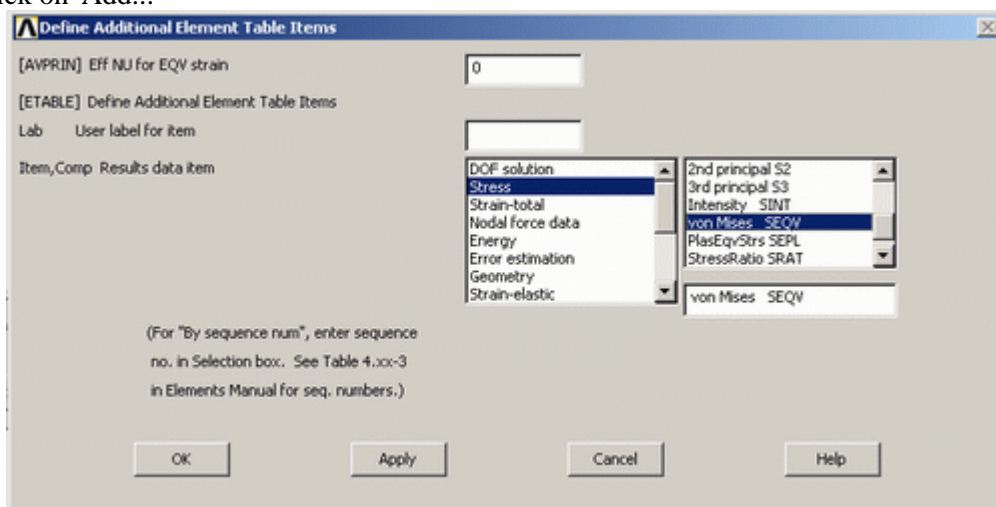 Define Additional Element Table Items
[AVPRIN] Eff NU for EQV strain 0
[ETABLE] Define Additional Element Table Items
Lab User label for item
Item,Comp Results data item
DOF solution
Stress
Strain-total
Nodal force data
Energy
Error estimation
Geometry
Strain-elastic
2nd principal S2
3rd principal S3
Intensity SINT
von Mises SEQV
PlasEqvStrs SEPL
StressRatio SRAT
von Mises SEQV
(For "By sequence num", enter sequence
no. in Selection box. See Table 4.xx-3
in Elements Manual for seq. numbers.)
OK Apply Cancel Help